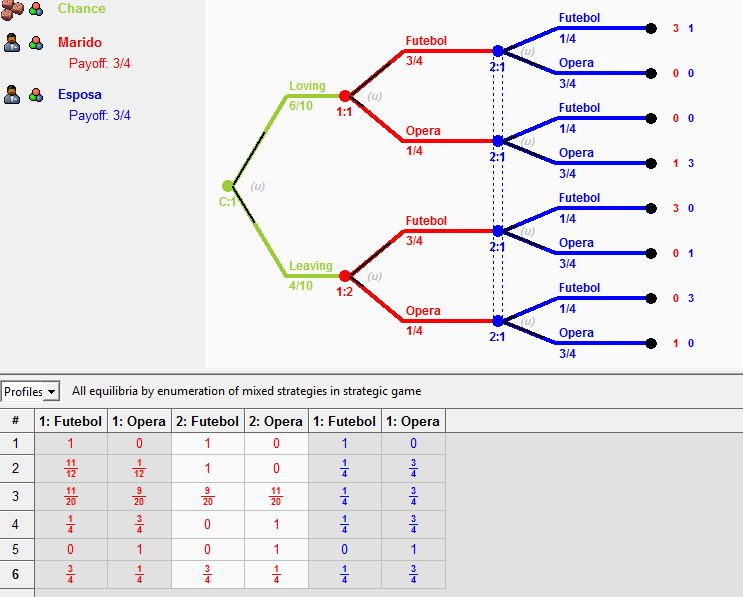 Chance
Marido
Payoff: 3/4
Esposa
Payoff: 3/4
C:1
(u)
Loving
6/10
Leaving
4/10
1:1
(u)
1:2
(u)
Futebol
3/4
Opera
1/4
Futebol
3/4
Opera
1/4
2:1
(u)
2:1
(u)
2:1
(u)
2:1
(u)
Futebol 3 1
1/4
Opera 0 0
3/4
Futebol 0 0
1/4
Opera 1 3
3/4
Futebol 3 0
1/4
Opera 0 1
3/4
Futebol 0 3
1/4
Opera 1 0
3/4
Profiles All equilibria by enumeration of mixed strategies in strategic game
# 1: Futebol 1: Opera 2: Futebol 2: Opera 1: Futebol 1: Opera
1 1 0 1 0 1 0
2 11/12 1/12 1 0 1/4 3/4
3 11/20 9/20 9/20 11/20 1/4 3/4
4 1/4 3/4 0 1 1/4 3/4
5 0 1 0 1 0 1
6 3/4 1/4 3/4 1/4 1/4 3/4